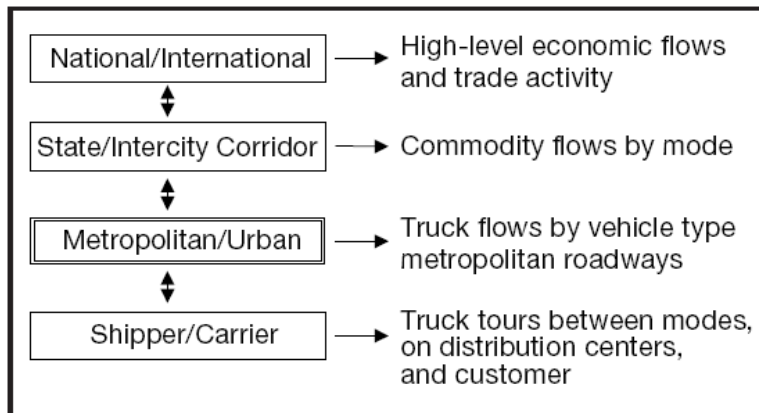 National/International
High-level economic flows
and trade activity
State/Intercity Corridor
Commodity flows by mode
Metropolitan/Urban
Truck flows by vehicle type
metropolitan roadways
Shipper/Carrier
Truck tours between modes,
on distribution centers,
and customer